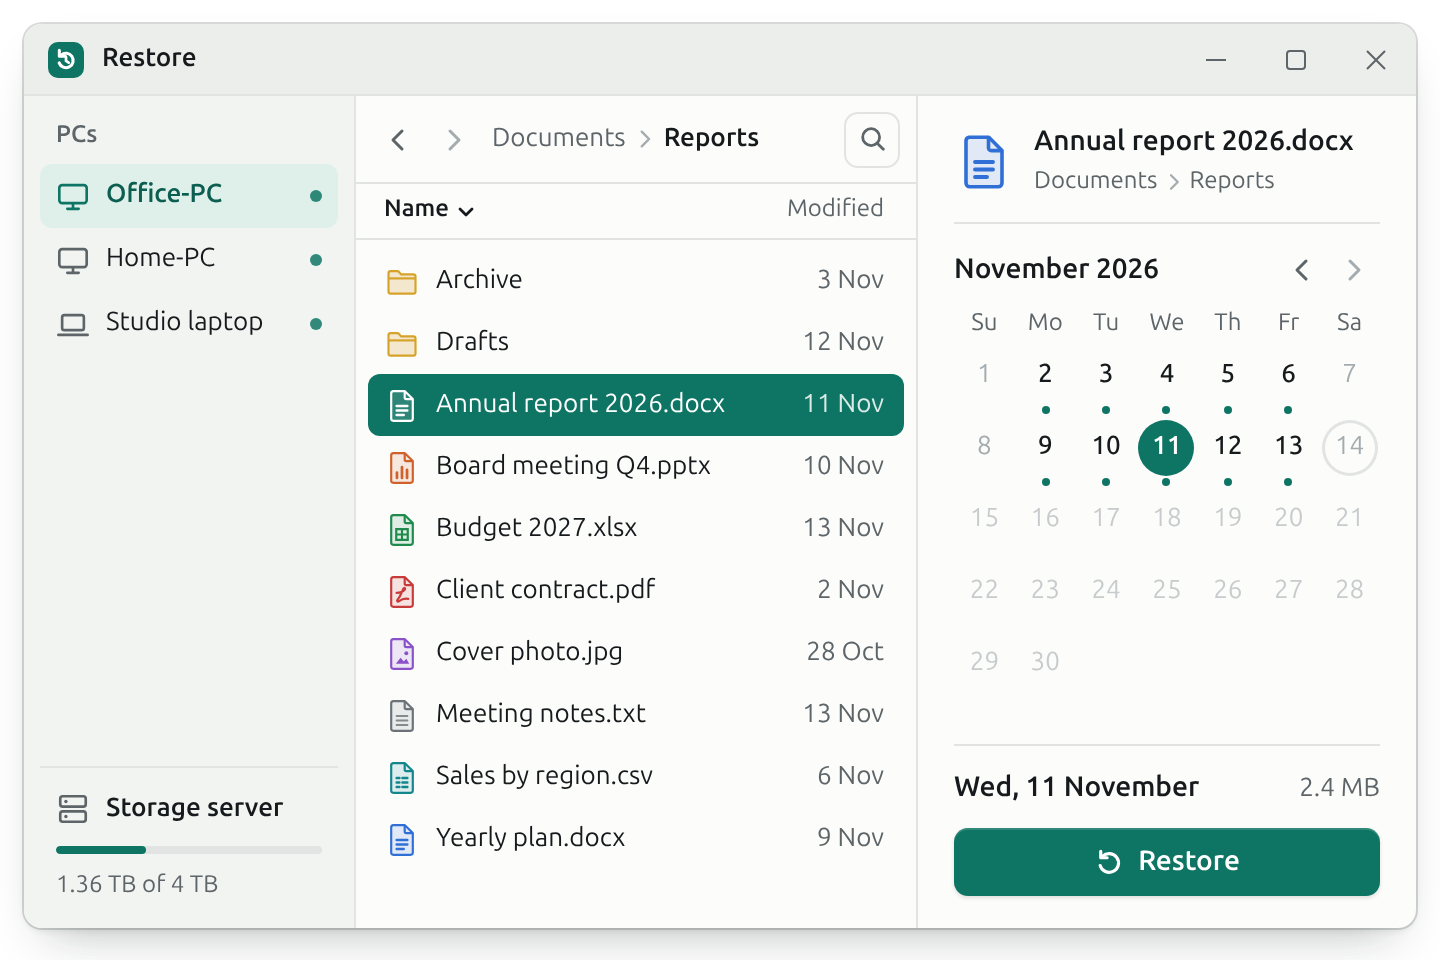 Restore
PCs
Office-PC
Home-PC
Studio laptop
Storage server
1.36 TB of 4 TB
Documents Reports
Name Modified
Archive 3 Nov
Drafts 12 Nov
Annual report 2026.docx 11 Nov
Board meeting Q4.pptx 10 Nov
Budget 2027.xlsx 13 Nov
Client contract.pdf 2 Nov
Cover photo.jpg 28 Oct
Meeting notes.txt 13 Nov
Sales by region.csv 6 Nov
Yearly plan.docx 9 Nov
Annual report 2026.docx
Documents Reports
November 2026
Su Mo Tu We Th Fr Sa
1 2 3 4 5 6 7
8 9 10 11 12 13 14
15 16 17 18 19 20 21
22 23 24 25 26 27 28
29 30
Wed, 11 November 2.4 MB
Restore